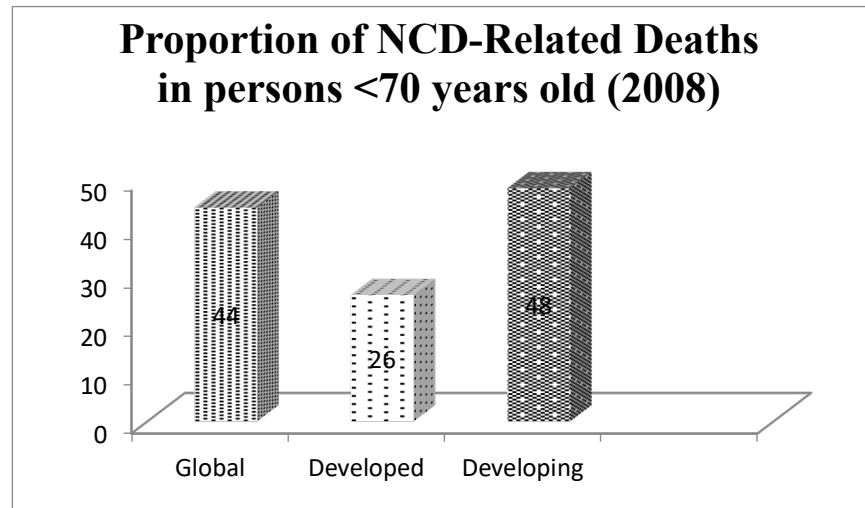 Proportion of NCD-Related Deaths
in persons <70 years old (2008)
50
40
30
20
10
0
44
26
48
Global
Developed
Developing